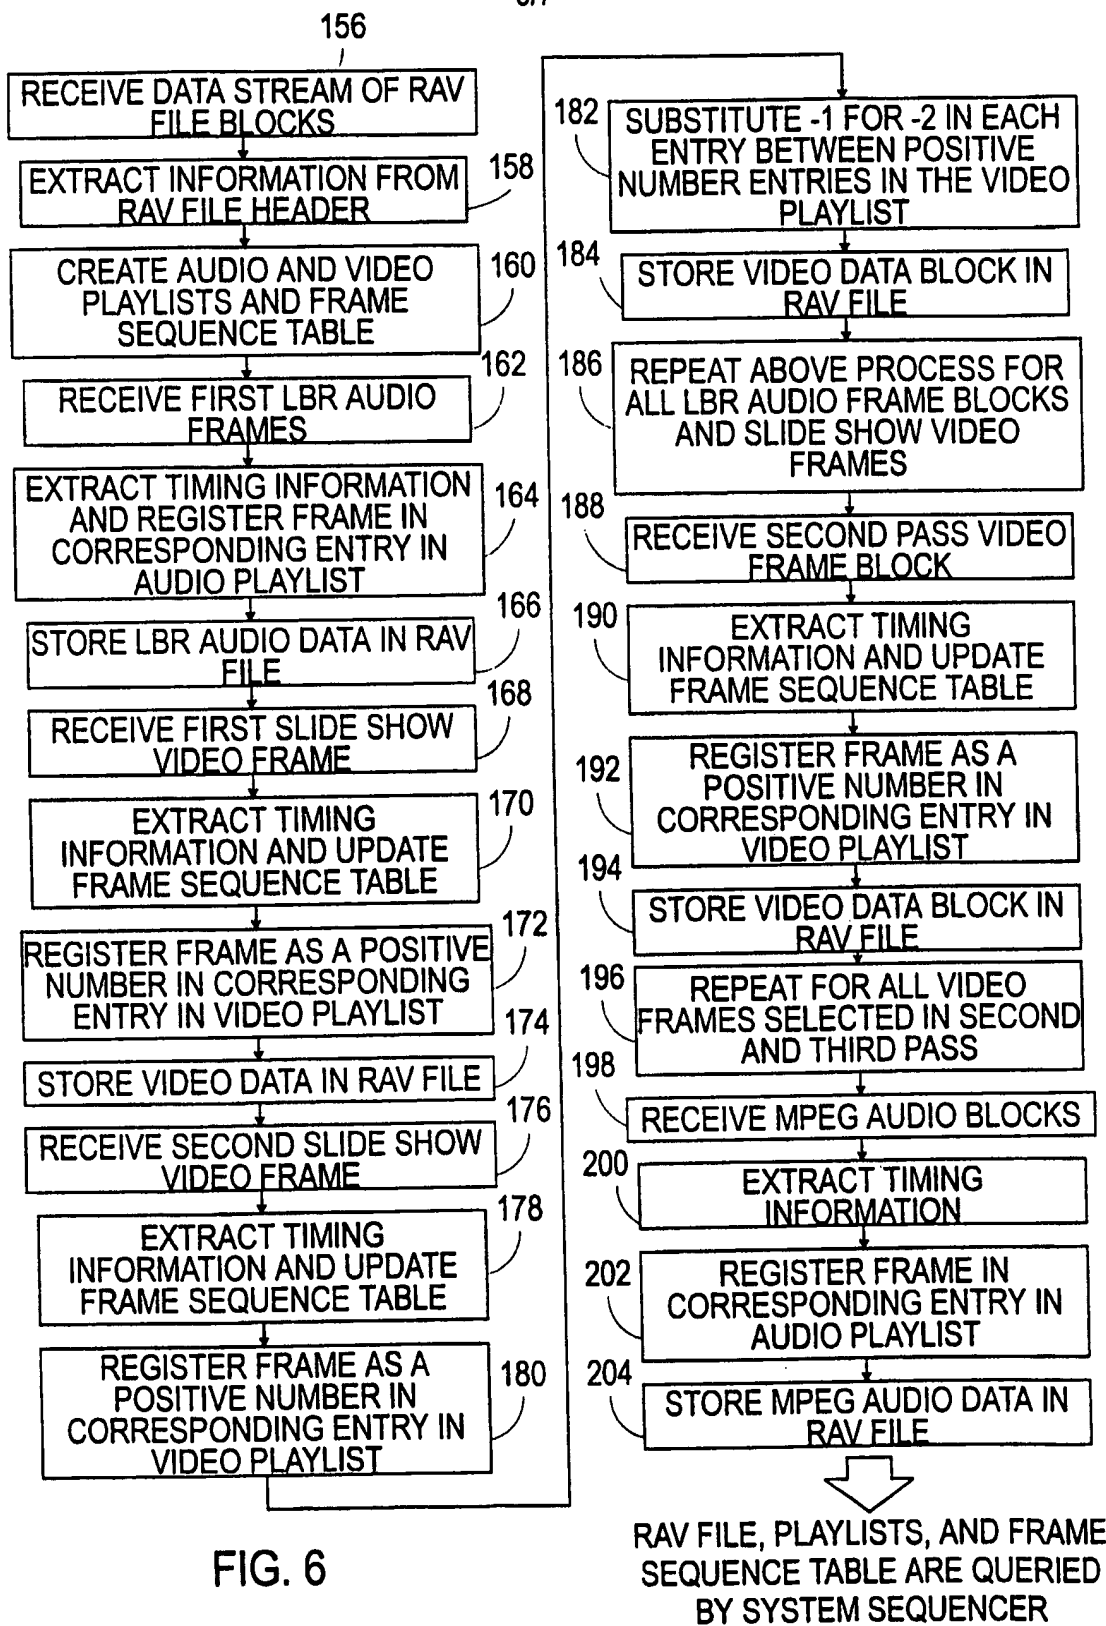 156
RECEIVE DATA STREAM OF RAV
FILE BLOCKS
EXTRACT INFORMATION FROM
RAV FILE HEADER
158
CREATE AUDIO AND VIDEO
PLAYLISTS AND FRAME
SEQUENCE TABLE
160
RECEIVE FIRST LBR AUDIO
FRAMES
162
EXTRACT TIMING INFORMATION
AND REGISTER FRAME IN
CORRESPONDING ENTRY IN
AUDIO PLAYLIST
164
STORE LBR AUDIO DATA IN RAV
FILE
166
RECEIVE FIRST SLIDE SHOW
VIDEO FRAME
168
EXTRACT TIMING
INFORMATION AND UPDATE
FRAME SEQUENCE TABLE
170
REGISTER FRAME AS A POSITIVE
NUMBER IN CORRESPONDING
ENTRY IN VIDEO PLAYLIST
172
STORE VIDEO DATA IN RAV FILE
174
RECEIVE SECOND SLIDE SHOW
VIDEO FRAME
176
EXTRACT TIMING
INFORMATION AND UPDATE
FRAME SEQUENCE TABLE
178
REGISTER FRAME AS A
POSITIVE NUMBER IN
CORRESPONDING ENTRY IN
VIDEO PLAYLIST
180
182
SUBSTITUTE -1 FOR -2 IN EACH
ENTRY BETWEEN POSITIVE
NUMBER ENTRIES IN THE VIDEO
PLAYLIST
184
STORE VIDEO DATA BLOCK IN
RAV FILE
186
REPEAT ABOVE PROCESS FOR
ALL LBR AUDIO FRAME BLOCKS
AND SLIDE SHOW VIDEO
FRAMES
188
RECEIVE SECOND PASS VIDEO
FRAME BLOCK
190
EXTRACT TIMING
INFORMATION AND UPDATE
FRAME SEQUENCE TABLE
192
REGISTER FRAME AS A
POSITIVE NUMBER IN
CORRESPONDING ENTRY IN
VIDEO PLAYLIST
194
STORE VIDEO DATA BLOCK IN
RAV FILE
196
REPEAT FOR ALL VIDEO
FRAMES SELECTED IN SECOND
AND THIRD PASS
198
RECEIVE MPEG AUDIO BLOCKS
200
EXTRACT TIMING
INFORMATION
202
REGISTER FRAME IN
CORRESPONDING ENTRY IN
AUDIO PLAYLIST
204
STORE MPEG AUDIO DATA IN
RAV FILE
RAV FILE, PLAYLISTS, AND FRAME
SEQUENCE TABLE ARE QUERIED
BY SYSTEM SEQUENCER
FIG. 6